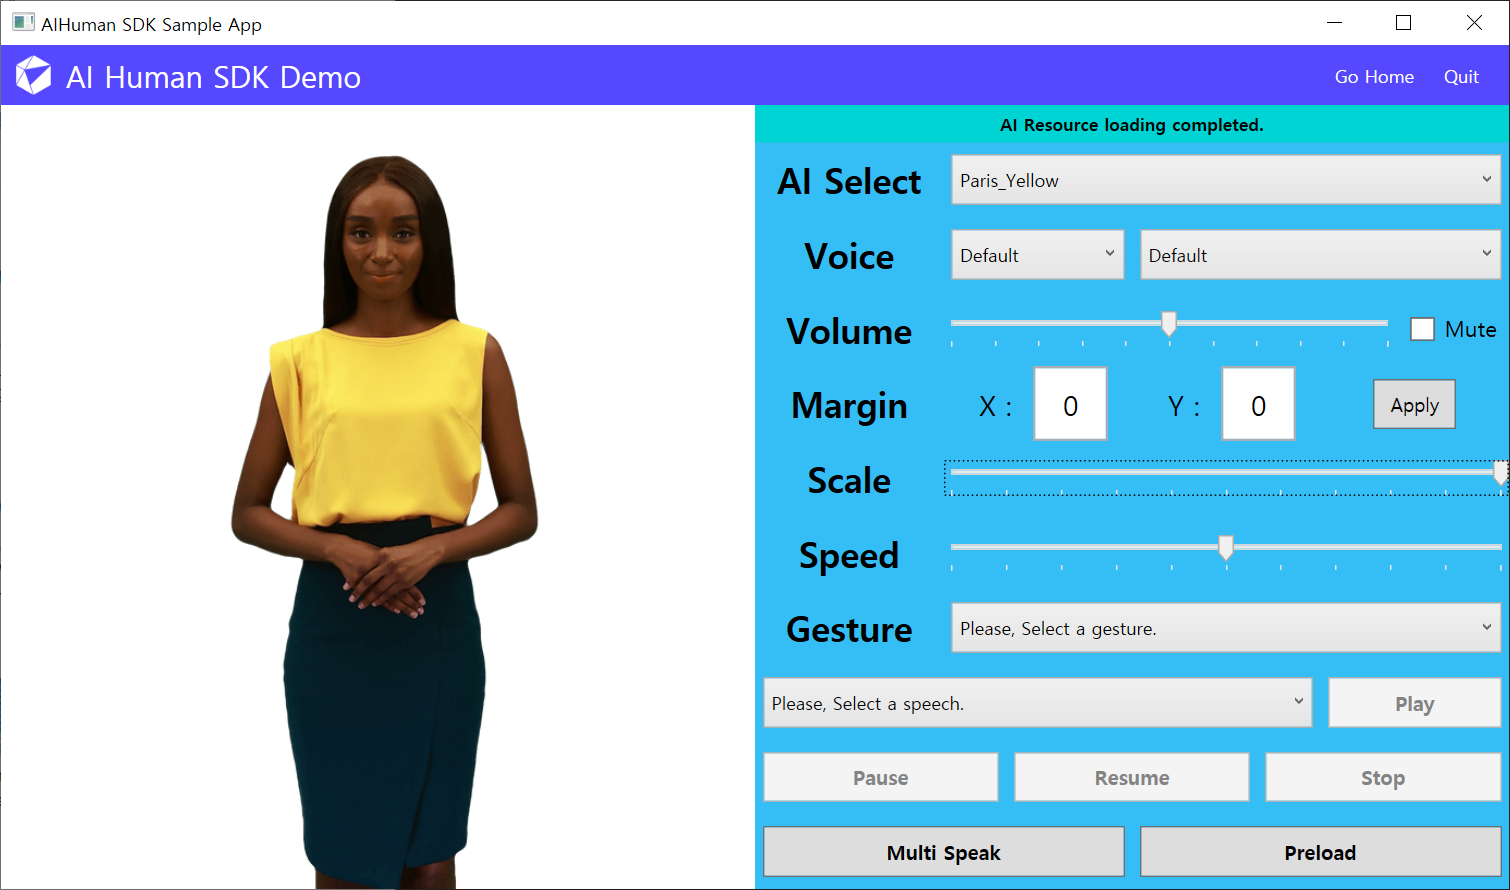 AIHuman SDK Sample App
AI Human SDK Demo
Go Home
Quit
AI Resource loading completed.
AI Select
Paris_Yellow
Voice
Default
Default
Volume
Mute
Margin
X :
0
Y :
0
Apply
Scale
Speed
Gesture
Please, Select a gesture.
Please, Select a speech.
Play
Pause
Resume
Stop
Multi Speak
Preload